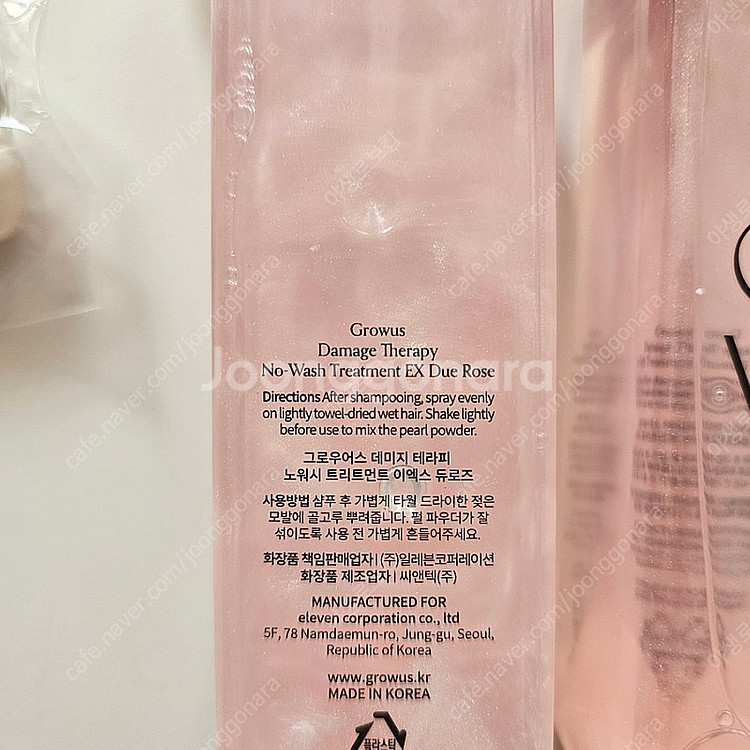 Growus
Damage Therapy
No-Wash Treatment EX Due Rose
Directions After shampooing, spray evenly
on lightly towel-dried wet hair. Shake lightly
before use to mix the pearl powder.
그로우어스 데미지 테라피
노워시 트리트먼트 이엑스 듀로즈
사용방법 샴푸 후 가볍게 타월 드라이한 젖은
모발에 골고루 뿌려줍니다. 펄 파우더가 잘
섞이도록 사용 전 가볍게 흔들어주세요.
화장품 책임판매업자 | (주)일레븐코퍼레이션
화장품 제조업자 | 씨앤텍(주)
MANUFACTURED FOR
eleven corporation co., ltd
5F, 78 Namdaemun-ro, Jung-gu, Seoul,
Republic of Korea
www.growus.kr
MADE IN KOREA
플라스틱
Joonggonara
cafe.naver.com/joonggonara